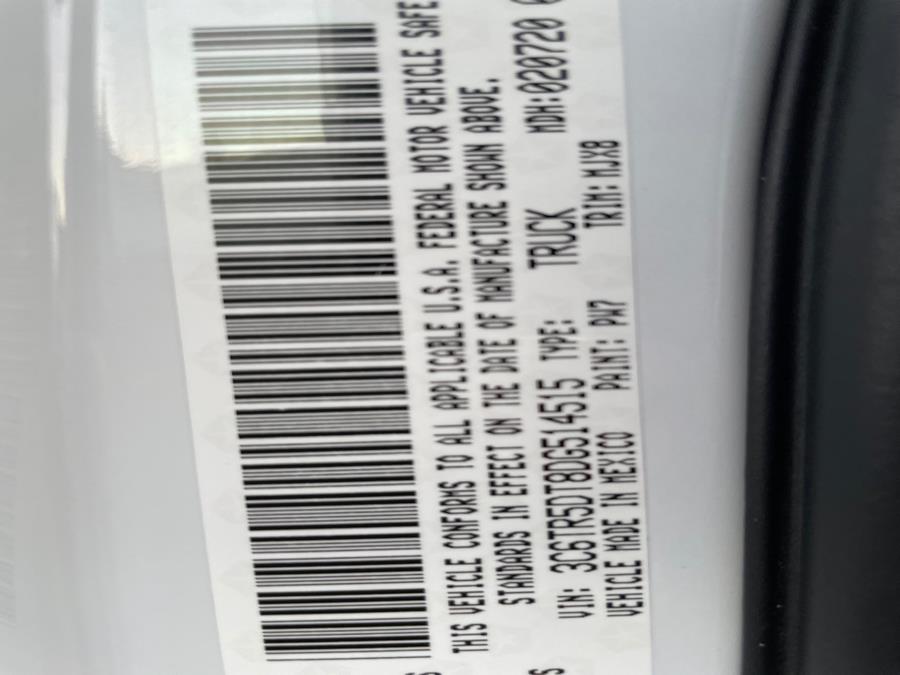 THIS VEHICLE CONFORMS TO ALL APPLICABLE U.S.A. FEDERAL MOTOR VEHICLE SAFE
STANDARDS IN EFFECT ON THE DATE OF MANUFACTURE SHOWN ABOVE.
MDH:020720
VIN: 3C6TR5DT8DG514515 TYPE: TRUCK
VEHICLE MADE IN MEXICO PAINT: PW7 TRIM: MJX8